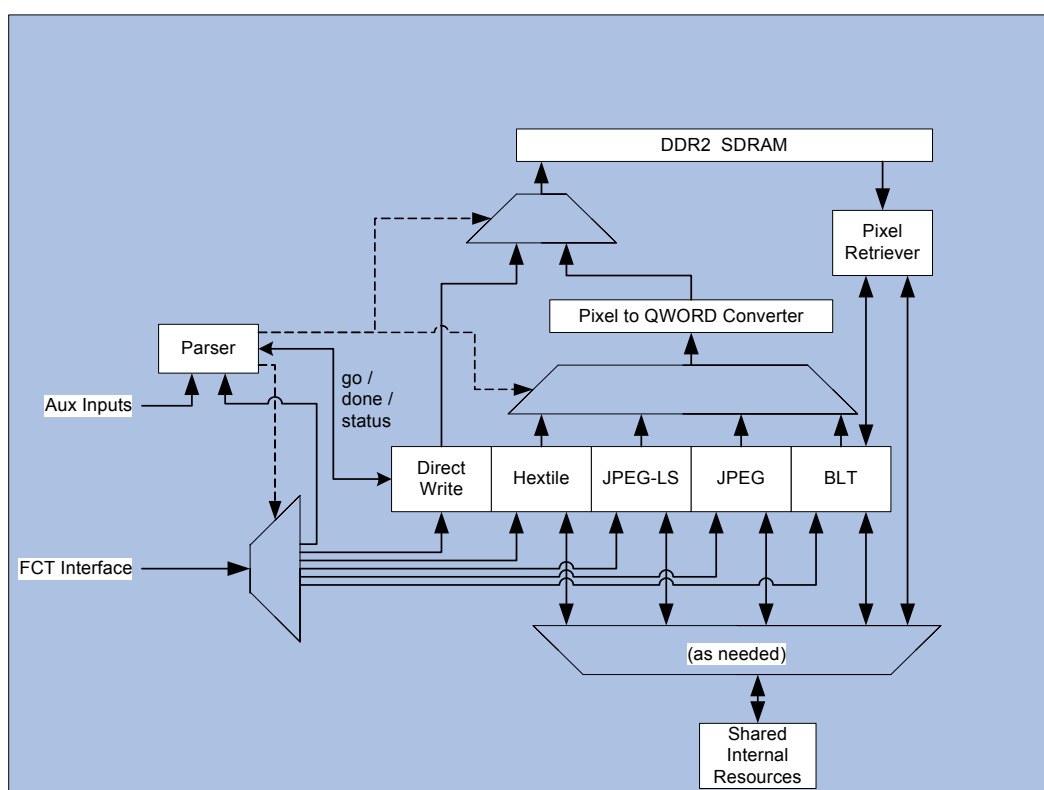 DDR2 SDRAM
Pixel
Retriever
Pixel to QWORD Converter
Parser
go /
done /
status
Aux Inputs
Direct
Write
Hextile
JPEG-LS
JPEG
BLT
FCT Interface
(as needed)
Shared
Internal
Resources